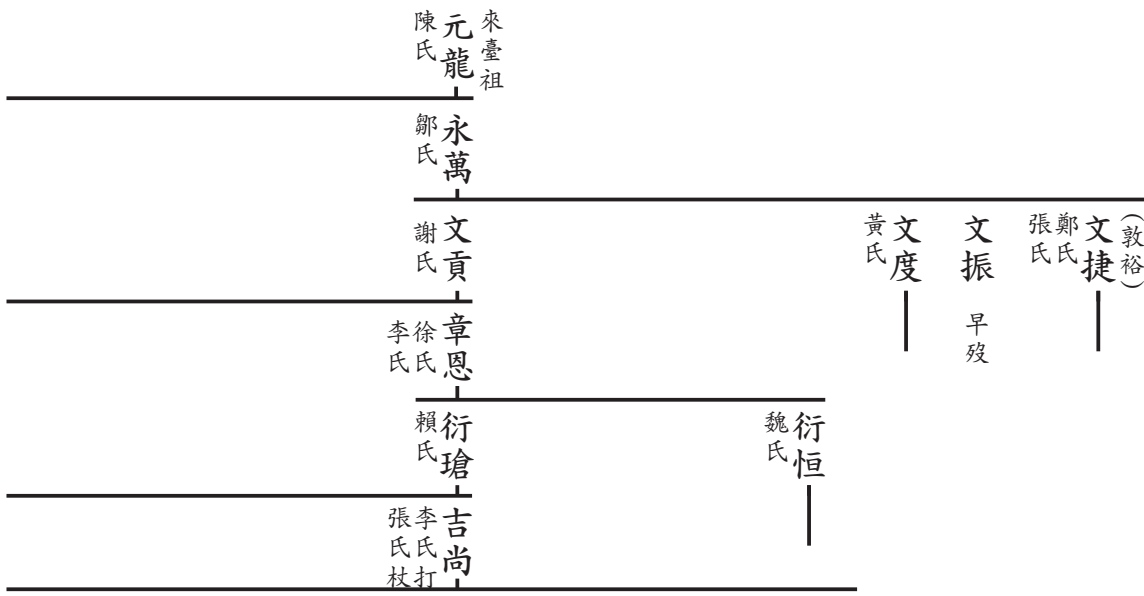 來臺祖
元龍
陳氏
永萬
鄒氏
(敦裕)
文捷
鄭氏
張氏
文振 早歿
文度
黃氏
文貢
謝氏
章恩
徐氏
李氏
衍恒
魏氏
衍瑲
賴氏
吉尚
李氏打
張氏杖